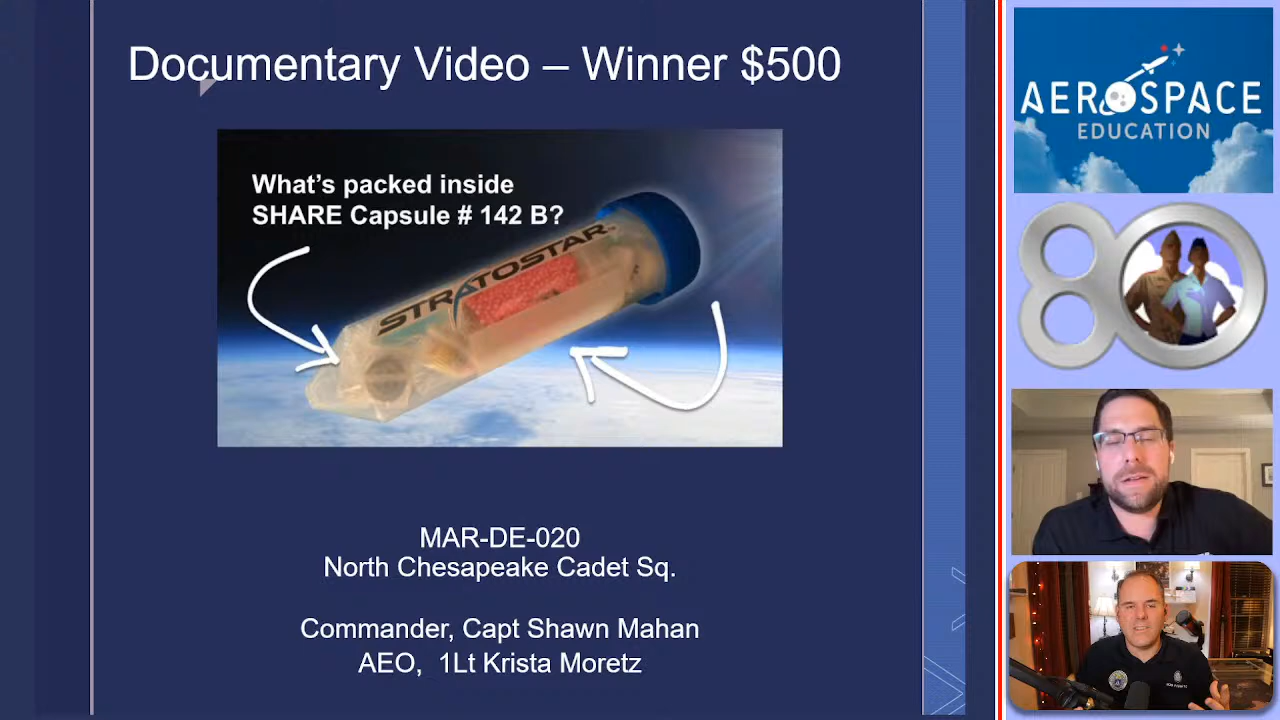 Documentary Video – Winner $500
What's packed inside
SHARE Capsule # 142 B?
STRATOSTAR
MAR-DE-020
North Chesapeake Cadet Sq.
Commander, Capt Shawn Mahan
AEO, 1Lt Krista Moretz
AEROSPACE
EDUCATION
80